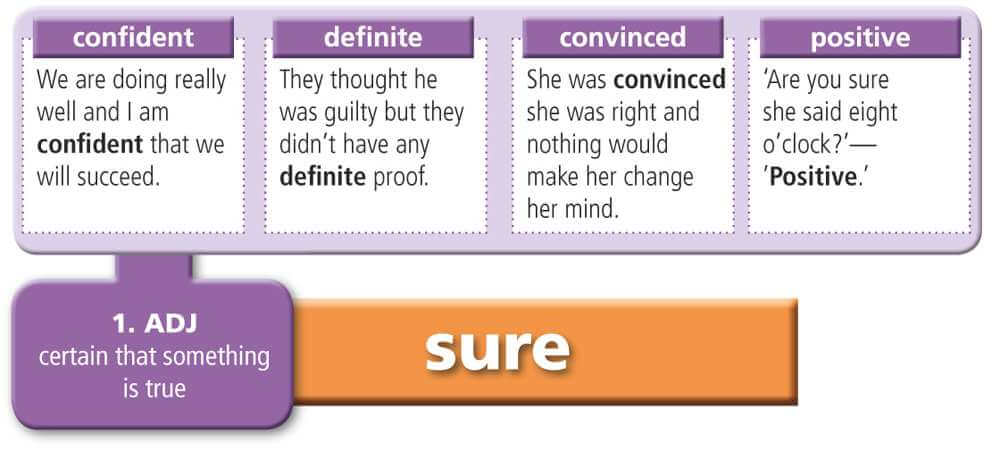 confident
We are doing really
well and I am
confident that we
will succeed.
definite
They thought he
was guilty but they
didn't have any
definite proof.
convinced
She was convinced
she was right and
nothing would
make her change
her mind.
positive
‘Are you sure
she said eight
o’clock?’—
‘Positive.’
1. ADJ
certain that something
is true
sure